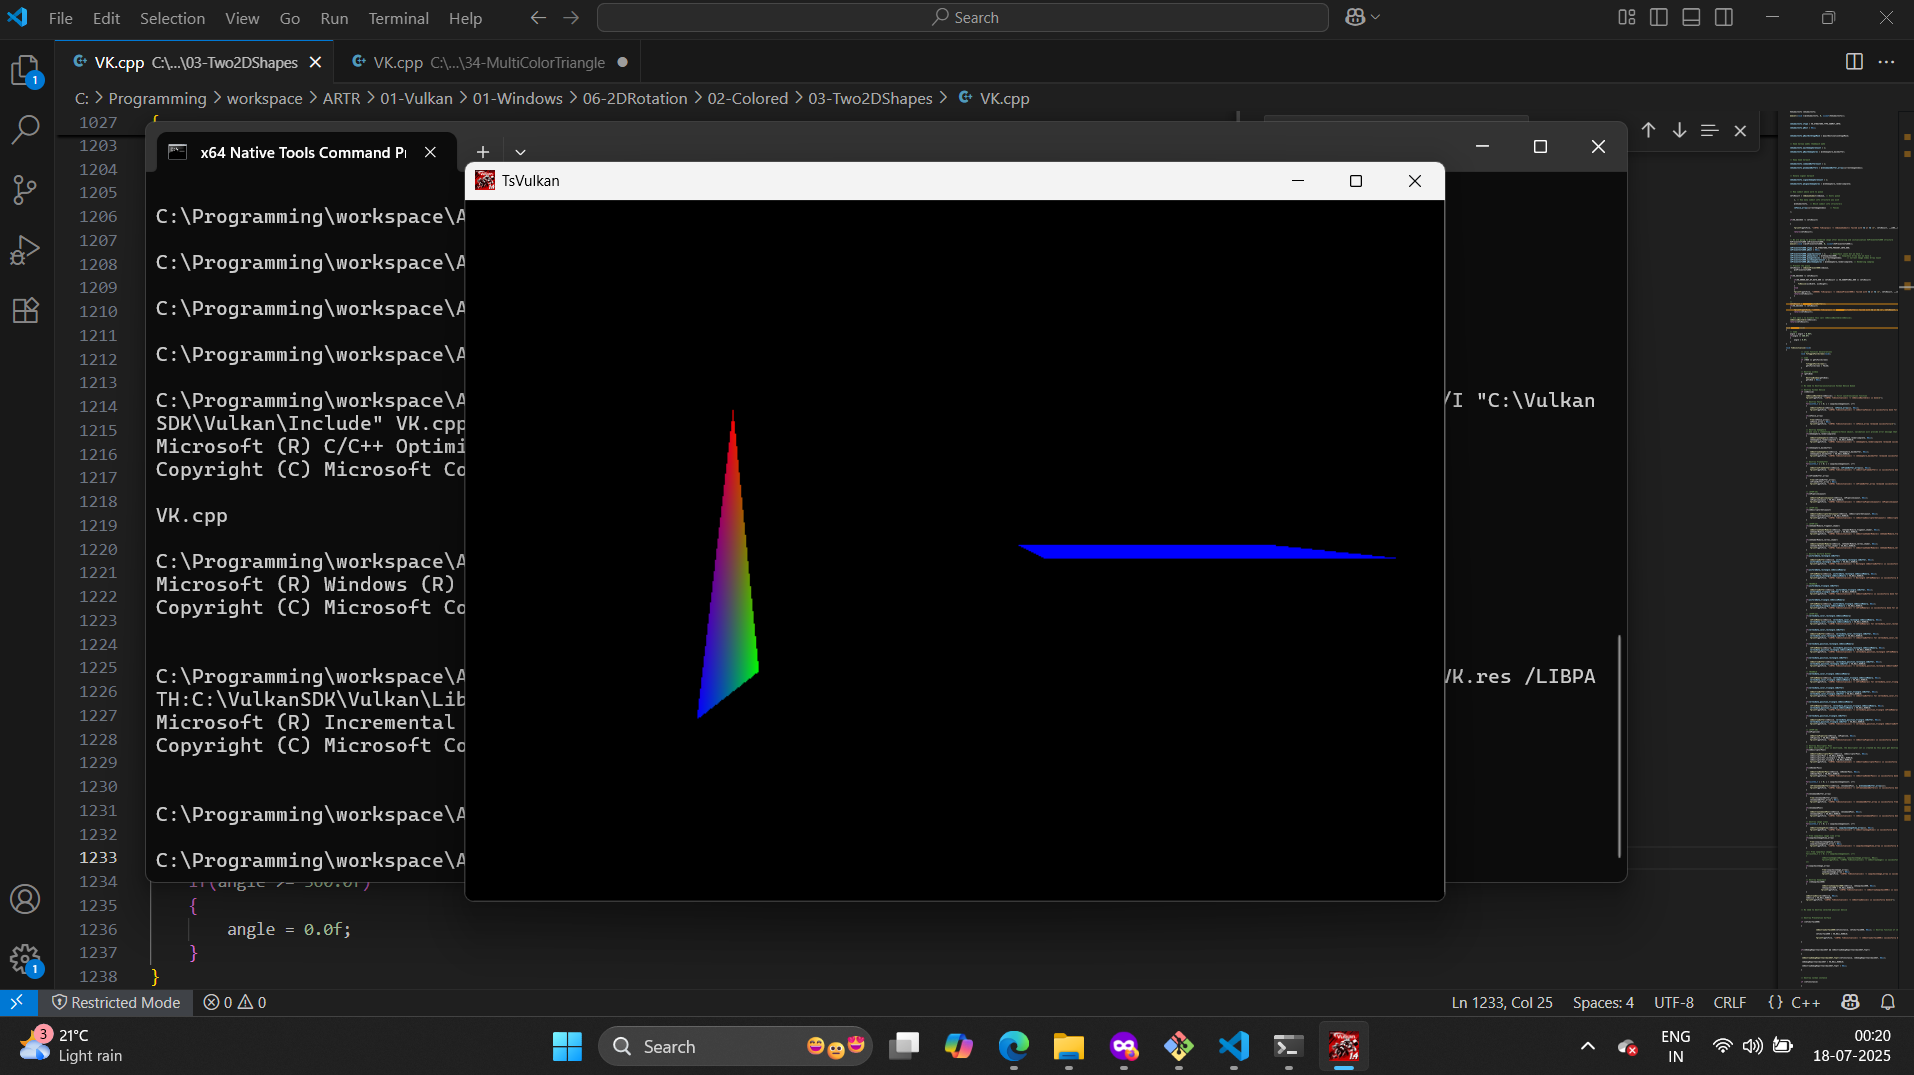 File Edit Selection View Go Run Terminal Help
Search
VK.cpp C:\...\03-Two2DShapes
VK.cpp C:\...\34-MultiColorTriangle
C: > Programming > workspace > ARTR > 01-Vulkan > 01-Windows > 06-2DRotation > 02-Colored > 03-Two2DShapes > VK.cpp
1027 {
1203
1204
1205
1206
1207
1208
1209
1210
1211
1212
1213
1214
1215
1216
1217
1218
1219
1220
1221
1222
1223
1224
1225
1226
1227
1228
1229
1230
1231
1232
1233
1234 if(angle >= 360.0f)
1235 {
1236 angle = 0.0f;
1237 }
1238 }
x64 Native Tools Command Pr
TsVulkan
C:\Programming\workspace\A
C:\Programming\workspace\A
C:\Programming\workspace\A
C:\Programming\workspace\A
C:\Programming\workspace\A /I "C:\Vulkan
SDK\Vulkan\Include" VK.cpp
Microsoft (R) C/C++ Optimi
Copyright (C) Microsoft Co
VK.cpp
C:\Programming\workspace\A
Microsoft (R) Windows (R)
Copyright (C) Microsoft Co
C:\Programming\workspace\A VK.res /LIBPA
TH:C:\VulkanSDK\Vulkan\Lib
Microsoft (R) Incremental
Copyright (C) Microsoft Co
C:\Programming\workspace\A
C:\Programming\workspace\A
1
1
Restricted Mode 0 0
Ln 1233, Col 25 Spaces: 4 UTF-8 CRLF {} C++
3
21°C
Light rain
Search
ENG
IN
00:20
18-07-2025